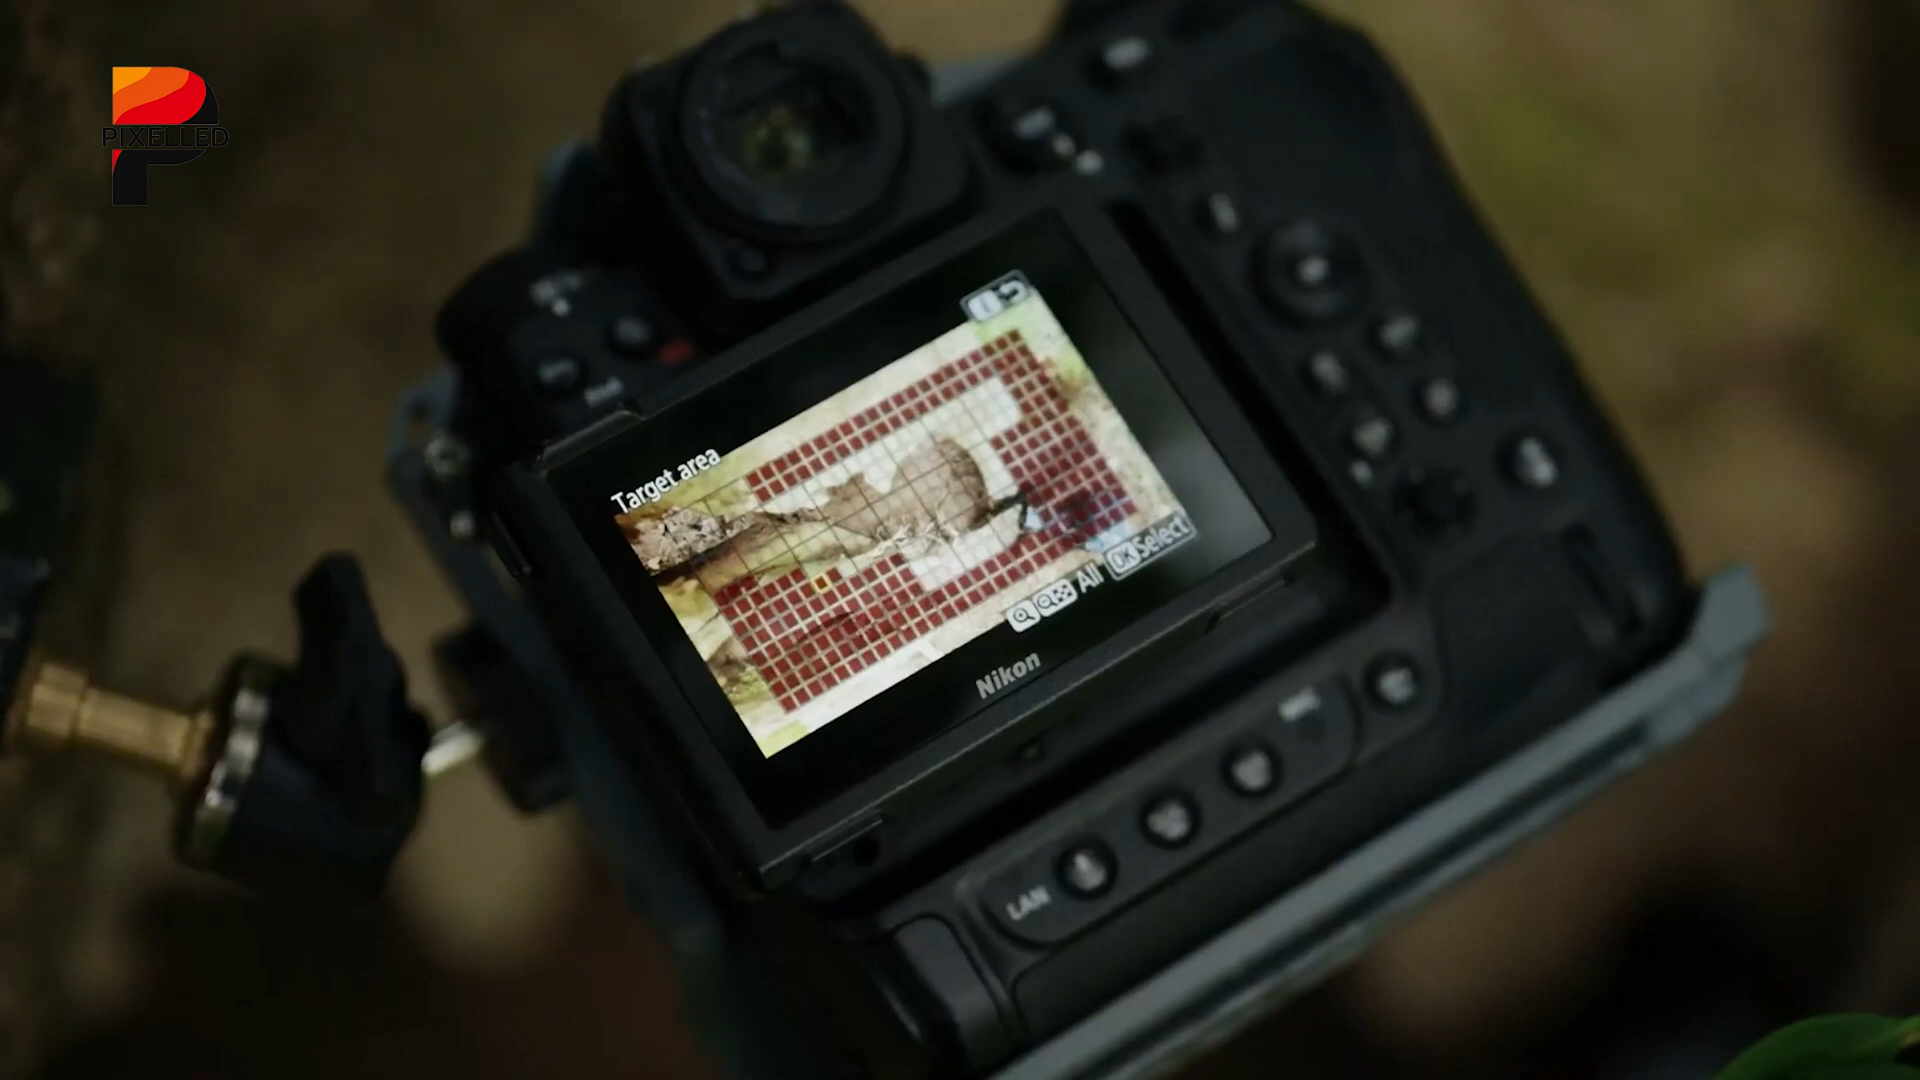 PIXELLED
Target area
i
All
OK Select
Nikon
LAN